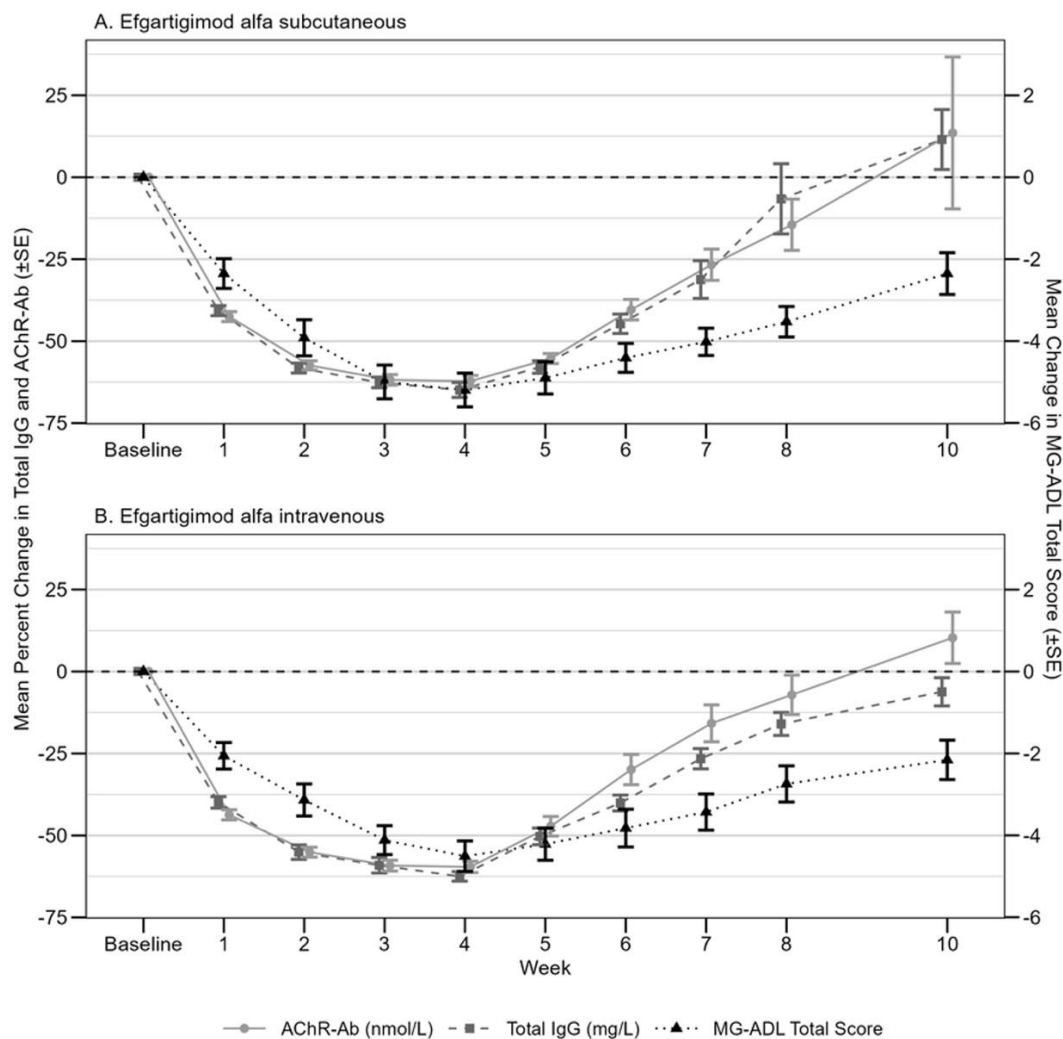 A. Efgartigimod alfa subcutaneous
25
0
-25
-50
-75
2
0
-2
-4
-6
Baseline 1 2 3 4 5 6 7 8 10
Mean Percent Change in Total IgG and AChR-Ab (±SE)
Mean Change in MG-ADL Total Score (±SE)
B. Efgartigimod alfa intravenous
25
0
-25
-50
-75
2
0
-2
-4
-6
Baseline 1 2 3 4 5 6 7 8 10
Week
AChR-Ab (nmol/L) Total IgG (mg/L) MG-ADL Total Score